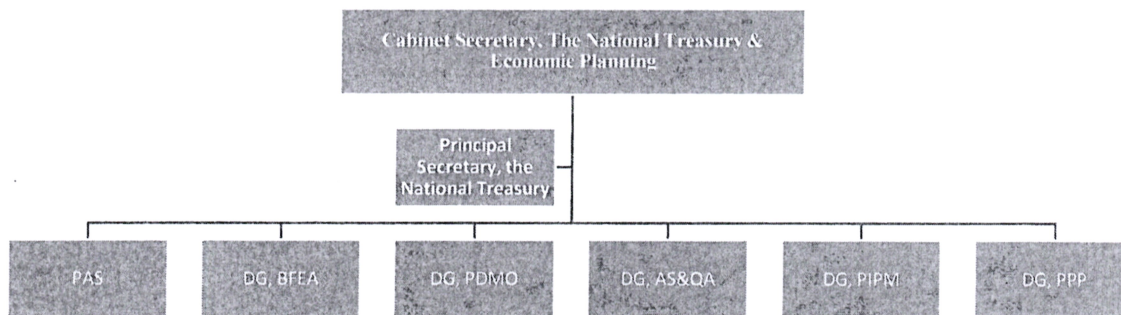 Cabinet Secretary, The National Treasury &
Economic Planning
Principal
Secretary, the
National Treasury
PAS
DG, BFEA
DG, PDMO
DG, AS&QA
DG, PIPM
DG, PPP